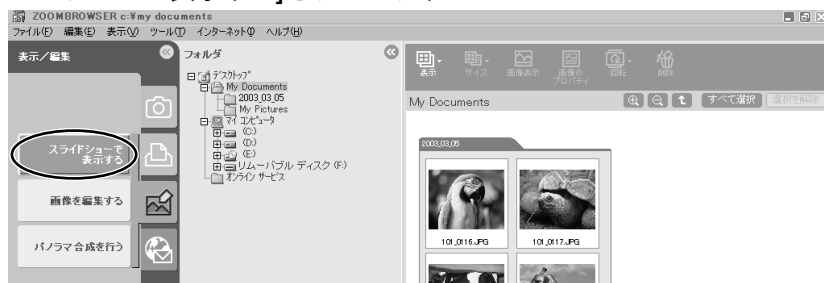 ZOOMBROWSER c:¥my documents
ファイル(F) 編集(E) 表示(V) ツール(T) インターネット(I) ヘルプ(H)
表示／編集
スライドショーで
表示する
画像を編集する
パノラマ合成を行う
フォルダ
デスクトップ
My Documents
2003_03_05
My Pictures
マイ コンピュータ
(C:)
(D:)
(E:)
リムーバブル ディスク (F:)
オンライン サービス
表示
サイズ
画像表示
画像の
プロパティ
回転
削除
My Documents
すべて選択
選択を解除
2003_03_05
101_0116.JPG
101_0117.JPG